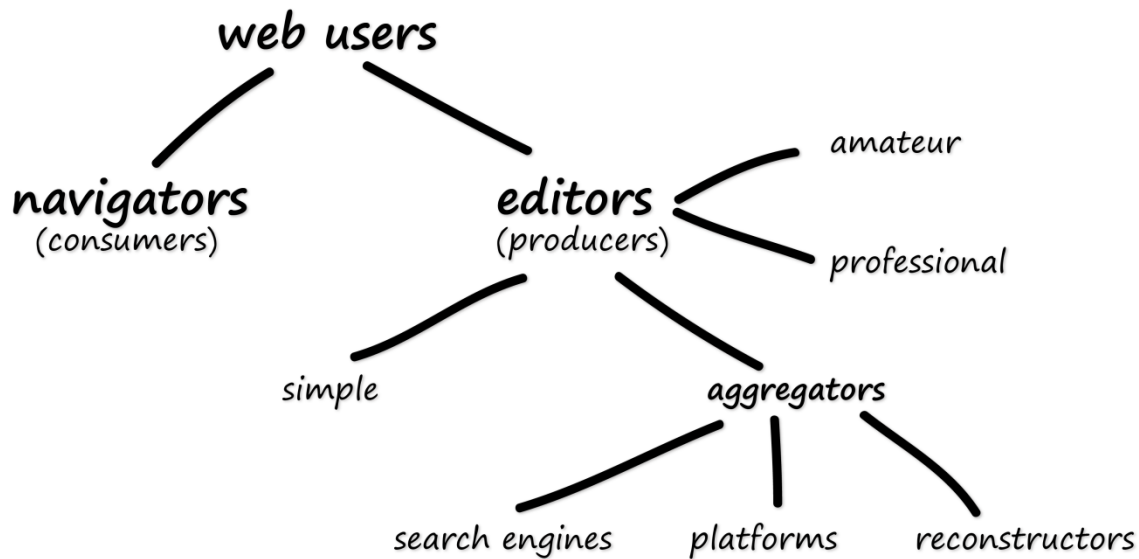 web users
amateur
navigators
(consumers)
editors
(producers)
professional
simple
aggregators
search engines
platforms
reconstructors